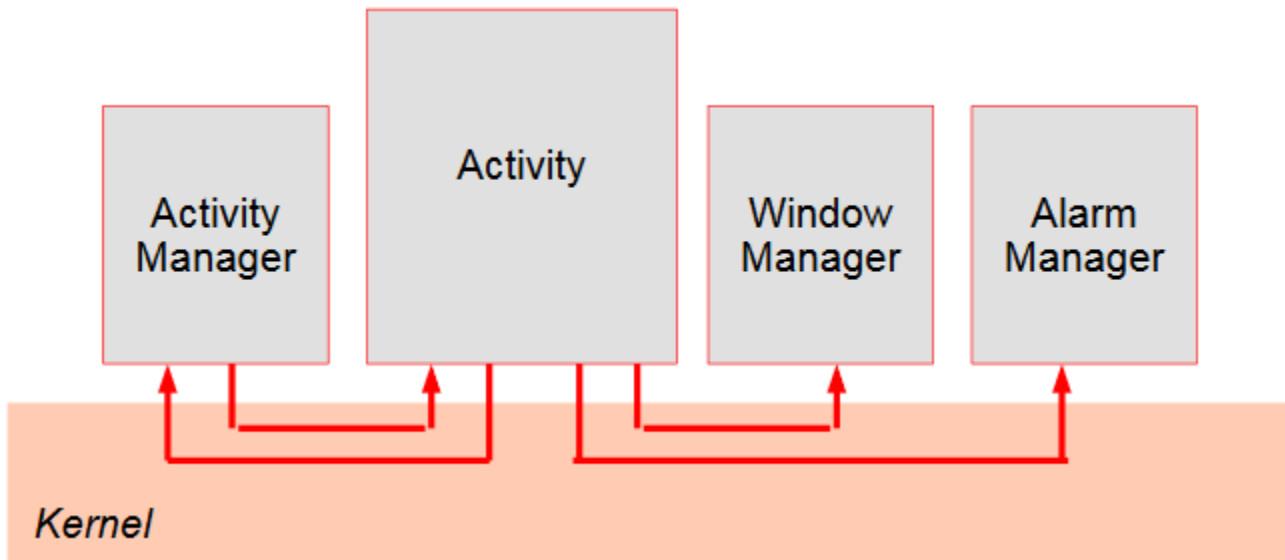 Activity
Manager
Activity
Window
Manager
Alarm
Manager
Kernel